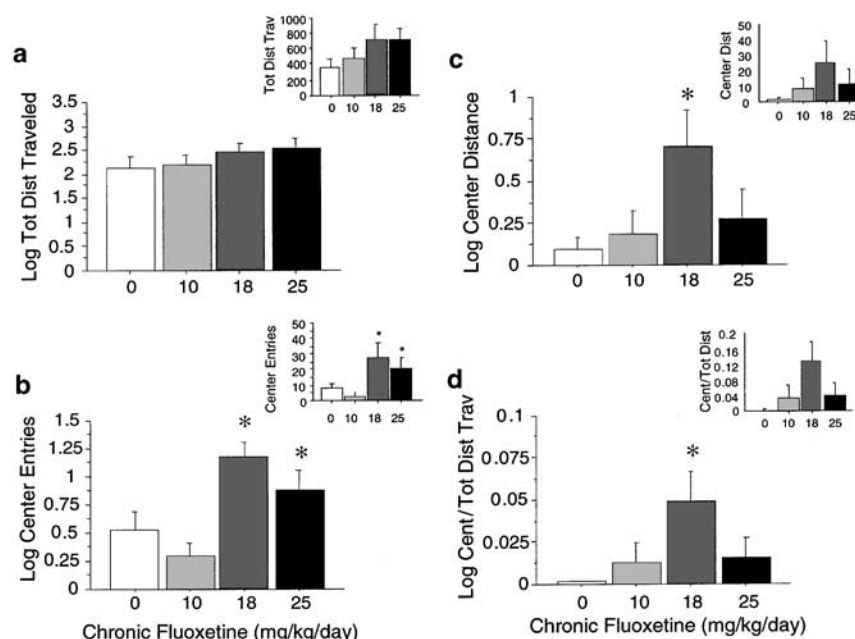 a
Tot Dist Trav
1000
800
600
400
200
0
0 10 18 25
Log Tot Dist Traveled
3.5
3
2.5
2
1.5
1
0.5
0
0 10 18 25
b
Center Entries
50
40
30
20
10
0
0 10 18 25
* *
Log Center Entries
1.5
1.25
1
0.75
0.5
0.25
0
* *
0 10 18 25
Chronic Fluoxetine (mg/kg/day)
c
Center Dist
50
40
30
20
10
0
0 10 18 25
Log Center Distance
1
0.75
0.25
0
*
0 10 18 25
d
Cent/Tot Dist
0.2
0.16
0.12
0.08
0.04
0 10 18 25
Log Cent/Tot Dist Trav
0.1
0.075
0.05
0.025
0
*
0 10 18 25
Chronic Fluoxetine (mg/kg/day)